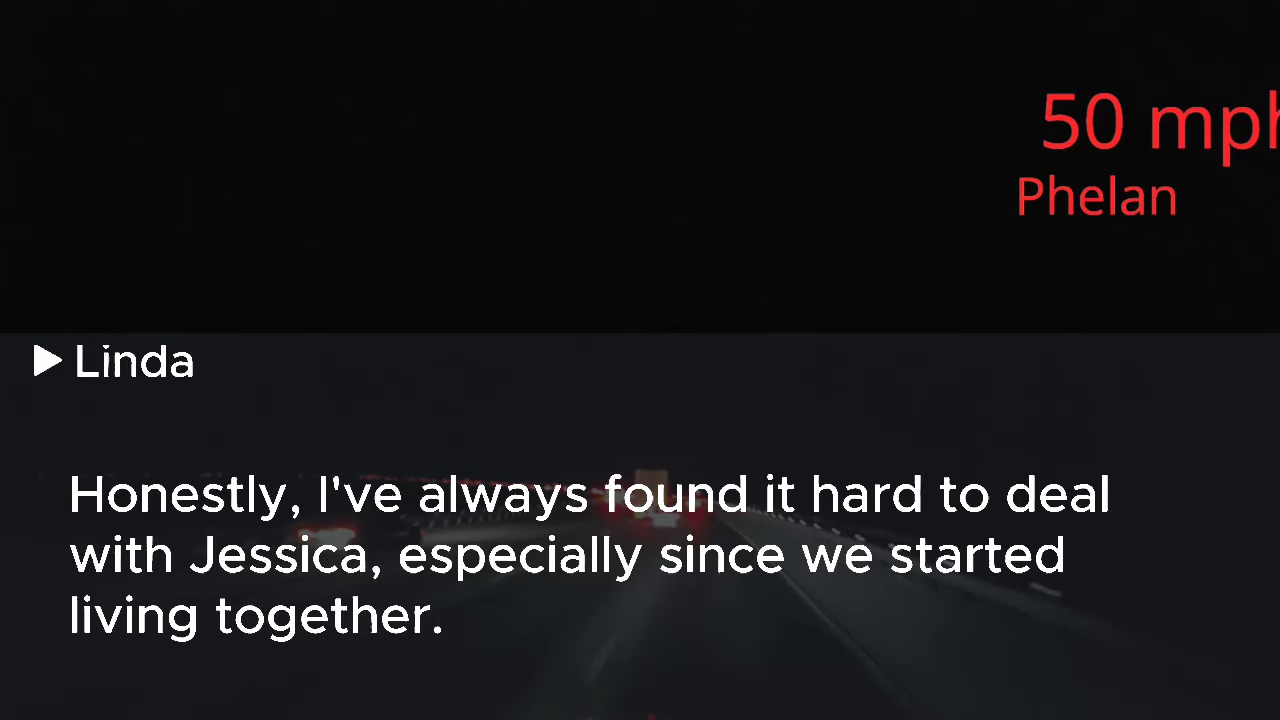 50 mph
Phelan
Linda
Honestly, I've always found it hard to deal
with Jessica, especially since we started
living together.